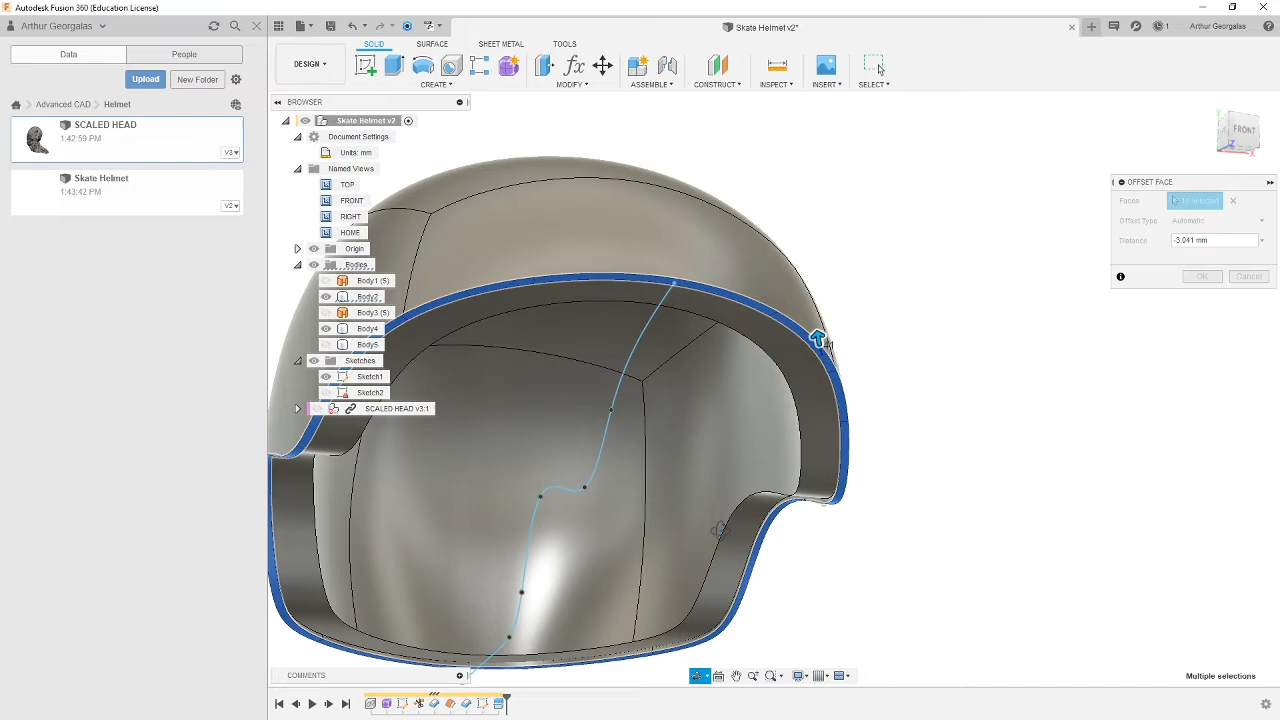 Autodesk Fusion 360 (Education License)
Arthur Georgalas
Skate Helmet v2*
1
Arthur Georgalas
Data
People
SOLID
SURFACE
SHEET METAL
TOOLS
DESIGN
CREATE
MODIFY
ASSEMBLE
CONSTRUCT
INSPECT
INSERT
SELECT
Upload
New Folder
Advanced CAD
Helmet
SCALED HEAD
1:42:59 PM
V3
Skate Helmet
1:43:42 PM
V2
BROWSER
Skate Helmet v2
Document Settings
Units: mm
Named Views
TOP
FRONT
RIGHT
HOME
Origin
Bodies
Body1 (5)
Body2
Body3 (5)
Body4
Body5
Sketches
Sketch1
Sketch2
SCALED HEAD v3:1
FRONT
Y
Z
X
OFFSET FACE
Faces
16 selected
Offset Type
Automatic
Distance
-3.041 mm
OK
Cancel
COMMENTS
Multiple selections